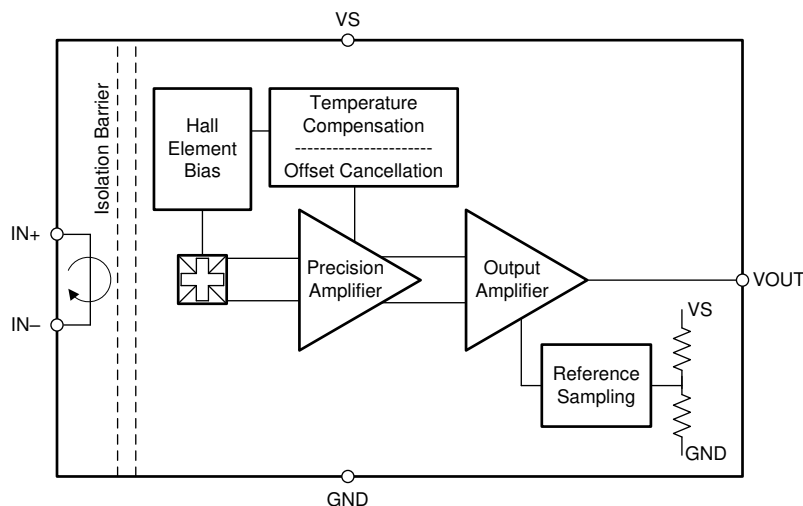 VS
Isolation Barrier
Hall
Element
Bias
Temperature
Compensation
Offset Cancellation
IN+
IN–
Precision
Amplifier
Output
Amplifier
VOUT
VS
Reference
Sampling
GND
GND